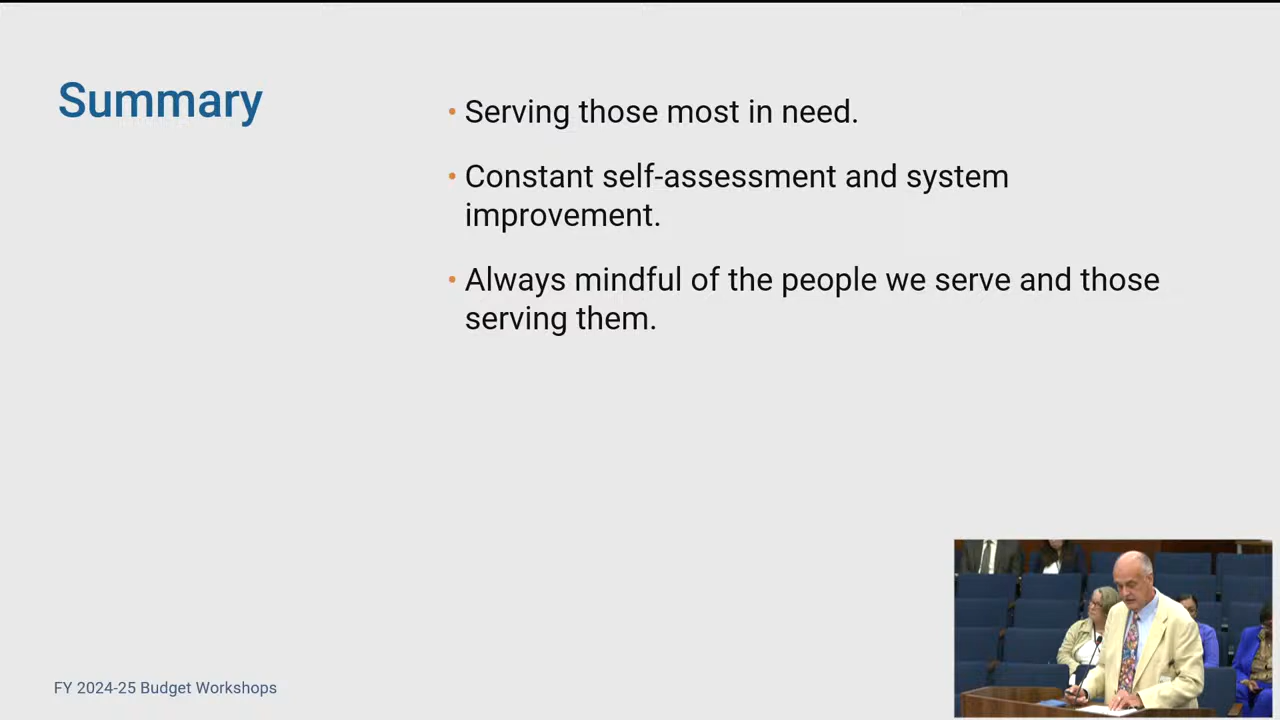 Summary
• Serving those most in need.
• Constant self-assessment and system
improvement.
• Always mindful of the people we serve and those
serving them.
FY 2024-25 Budget Workshops